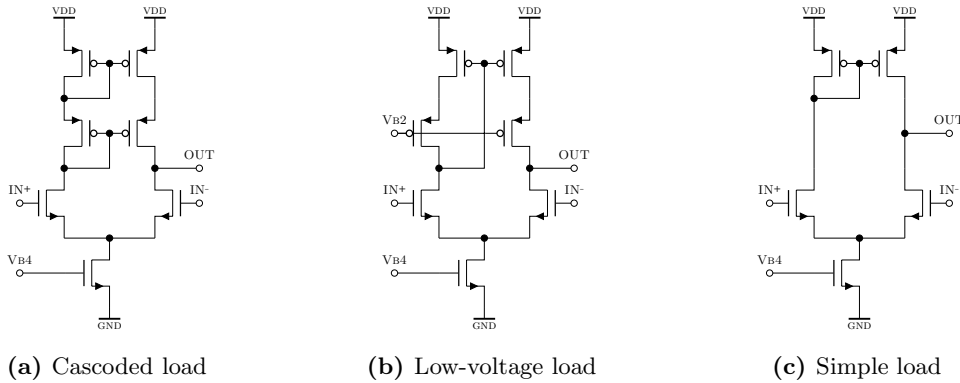 VDD VDD
IN+
OUT
IN-
VB4
GND
(a) Cascoded load
VDD VDD
VB2
IN+
OUT
IN-
VB4
GND
(b) Low-voltage load
VDD VDD
OUT
IN+
IN-
VB4
GND
(c) Simple load